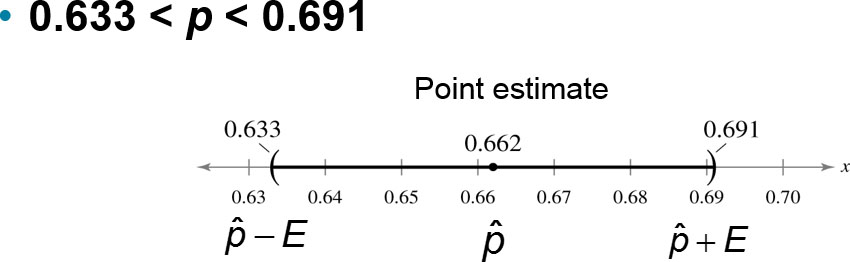 • 0.633 < p < 0.691
Point estimate
0.633 0.662 0.691
x
0.63 0.64 0.65 0.66 0.67 0.68 0.69 0.70
p̂ – E p̂ p̂ + E